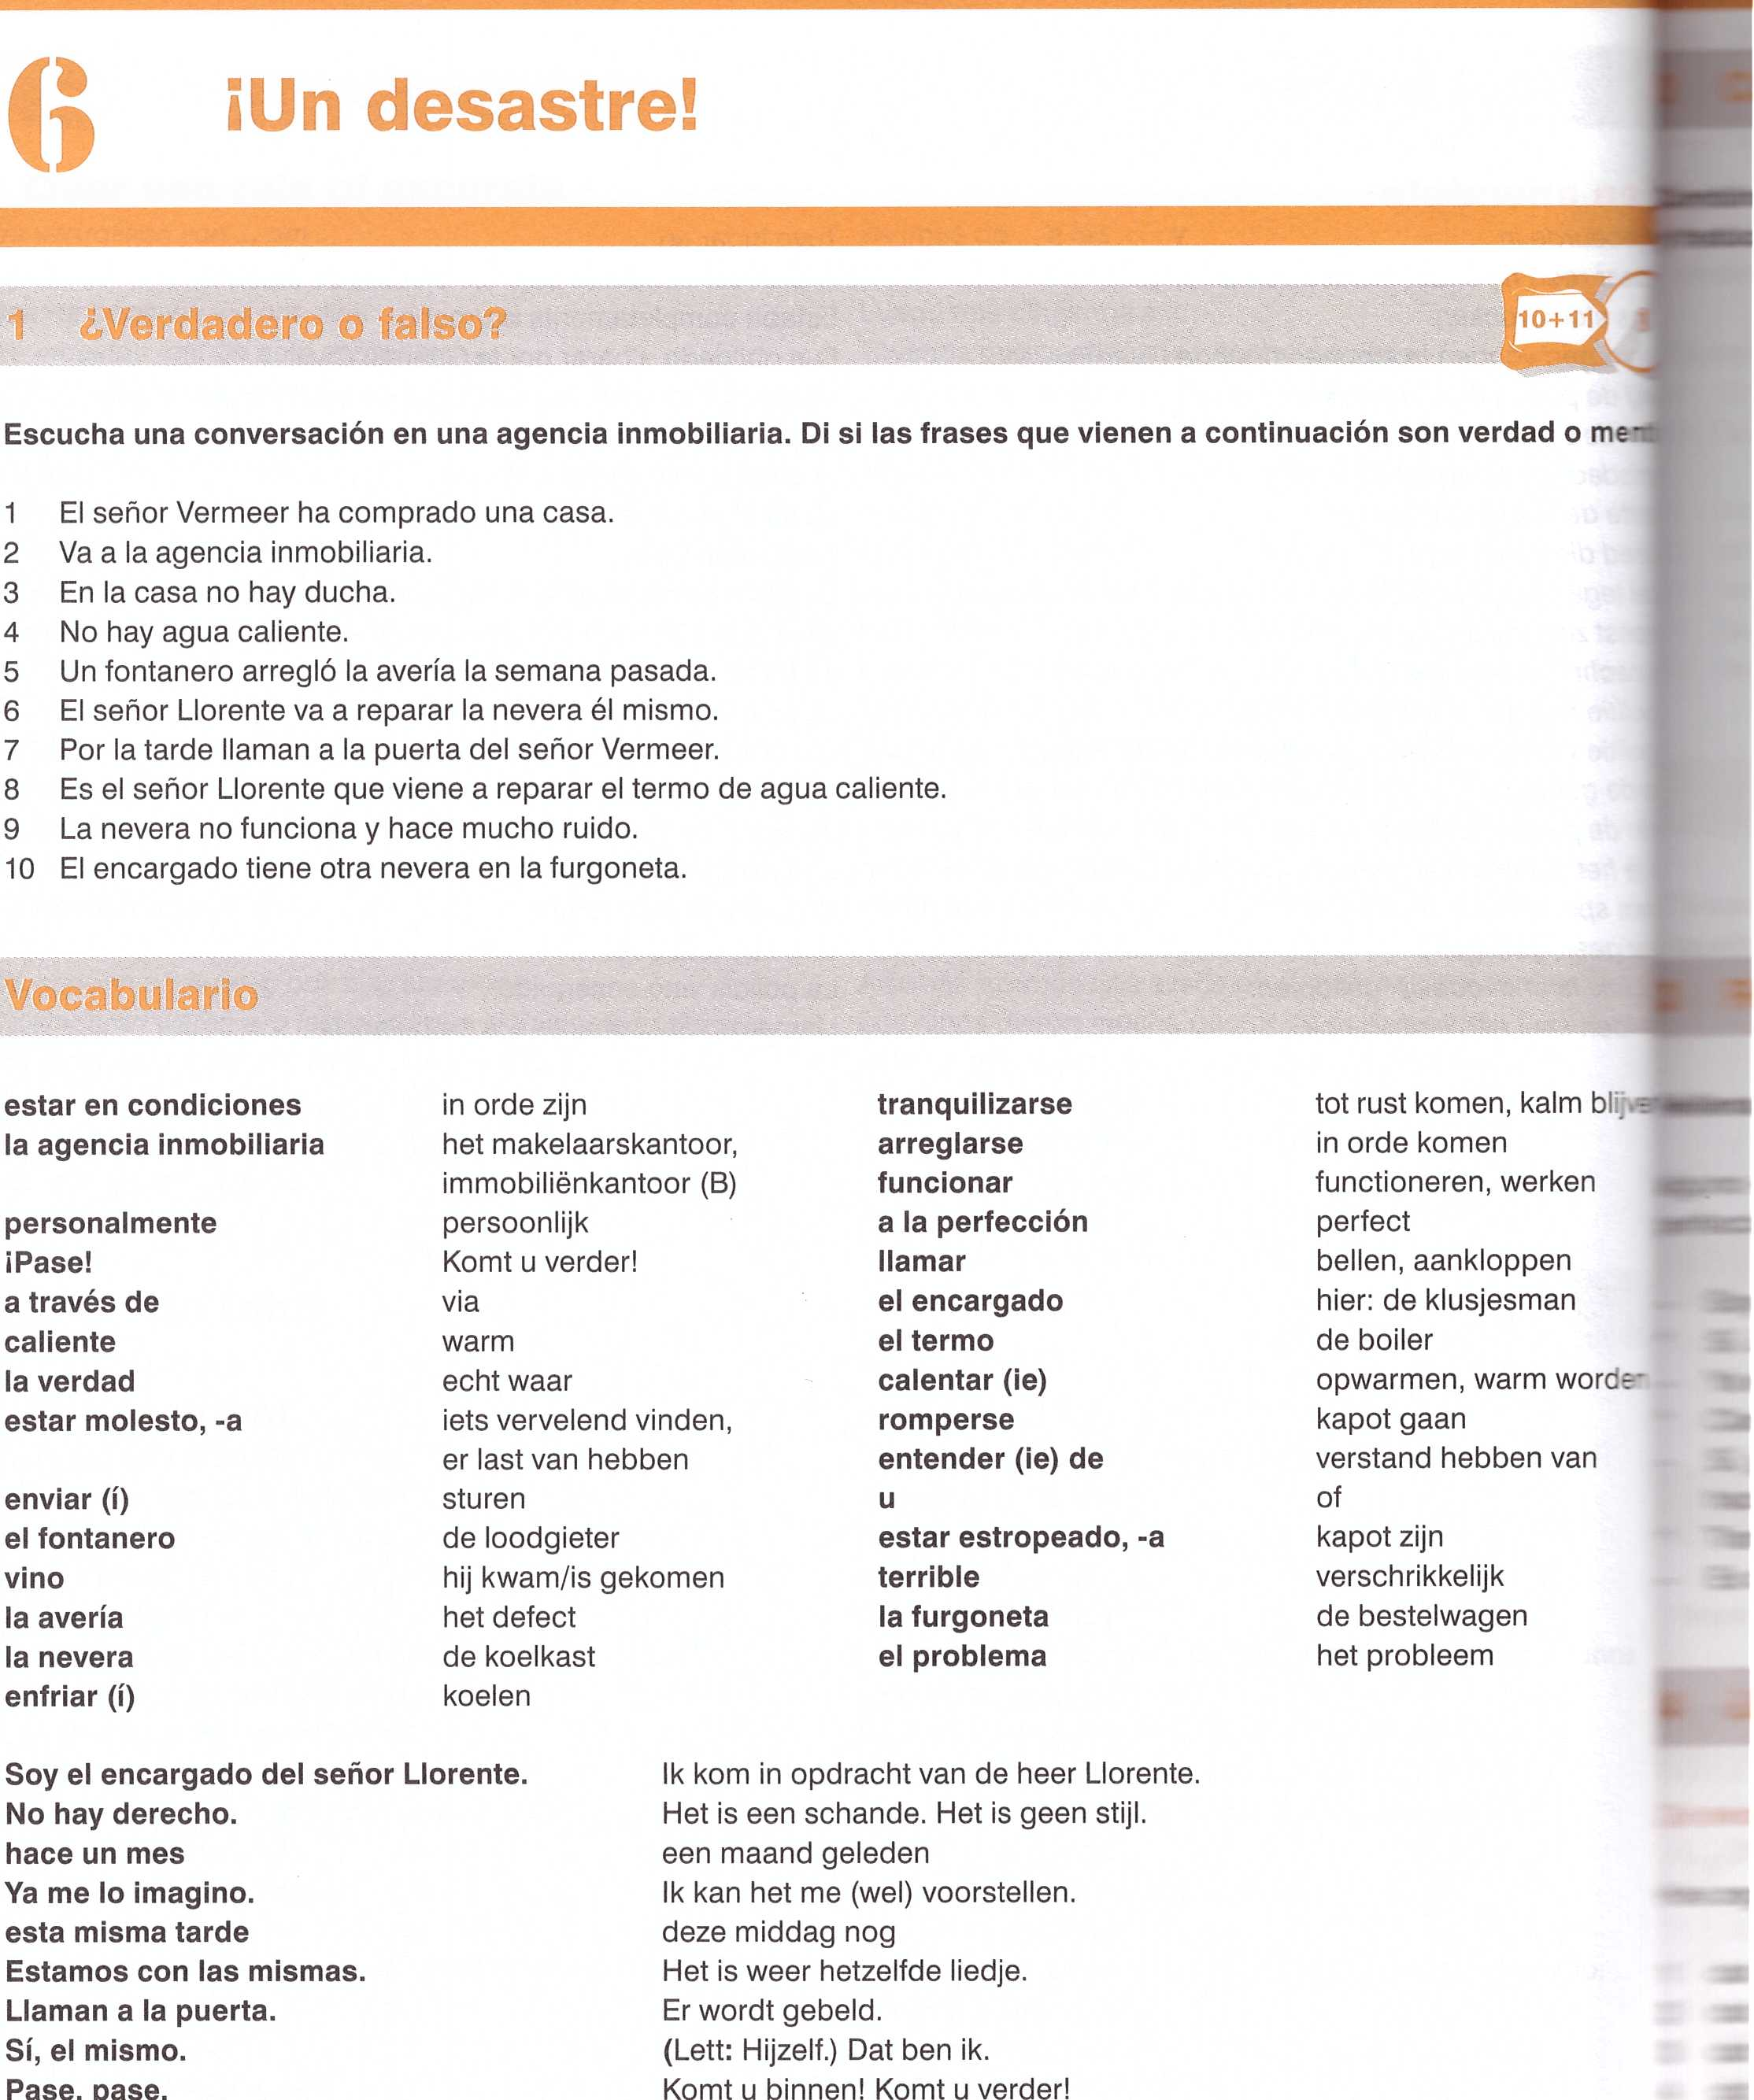 6 ¡Un desastre!
1 ¿Verdadero o falso?
10+11
Escucha una conversación en una agencia inmobiliaria. Di si las frases que vienen a continuación son verdad o
1 El señor Vermeer ha comprado una casa.
2 Va a la agencia inmobiliaria.
3 En la casa no hay ducha.
4 No hay agua caliente.
5 Un fontanero arregló la avería la semana pasada.
6 El señor Llorente va a reparar la nevera él mismo.
7 Por la tarde llaman a la puerta del señor Vermeer.
8 Es el señor Llorente que viene a reparar el termo de agua caliente.
9 La nevera no funciona y hace mucho ruido.
10 El encargado tiene otra nevera en la furgoneta.
Vocabulario
estar en condiciones in orde zijn
la agencia inmobiliaria het makelaarskantoor,
immobiliënkantoor (B)
personalmente persoonlijk
¡Pase! Komt u verder!
a través de via
caliente warm
la verdad echt waar
estar molesto, -a iets vervelend vinden,
er last van hebben
enviar (í) sturen
el fontanero de loodgieter
vino hij kwam/is gekomen
la avería het defect
la nevera de koelkast
enfriar (í) koelen
tranquilizarse tot rust komen, kalm blijven
arreglarse in orde komen
funcionar functioneren, werken
a la perfección perfect
llamar bellen, aankloppen
el encargado hier: de klusjesman
el termo de boiler
calentar (ie) opwarmen, warm worden
romperse kapot gaan
entender (ie) de verstand hebben van
u of
estar estropeado, -a kapot zijn
terrible verschrikkelijk
la furgoneta de bestelwagen
el problema het probleem
Soy el encargado del señor Llorente. Ik kom in opdracht van de heer Llorente.
No hay derecho. Het is een schande. Het is geen stijl.
hace un mes een maand geleden
Ya me lo imagino. Ik kan het me (wel) voorstellen.
esta misma tarde deze middag nog
Estamos con las mismas. Het is weer hetzelfde liedje.
Llaman a la puerta. Er wordt gebeld.
Sí, el mismo. (Lett: Hijzelf.) Dat ben ik.
Pase, pase. Komt u binnen! Komt u verder!